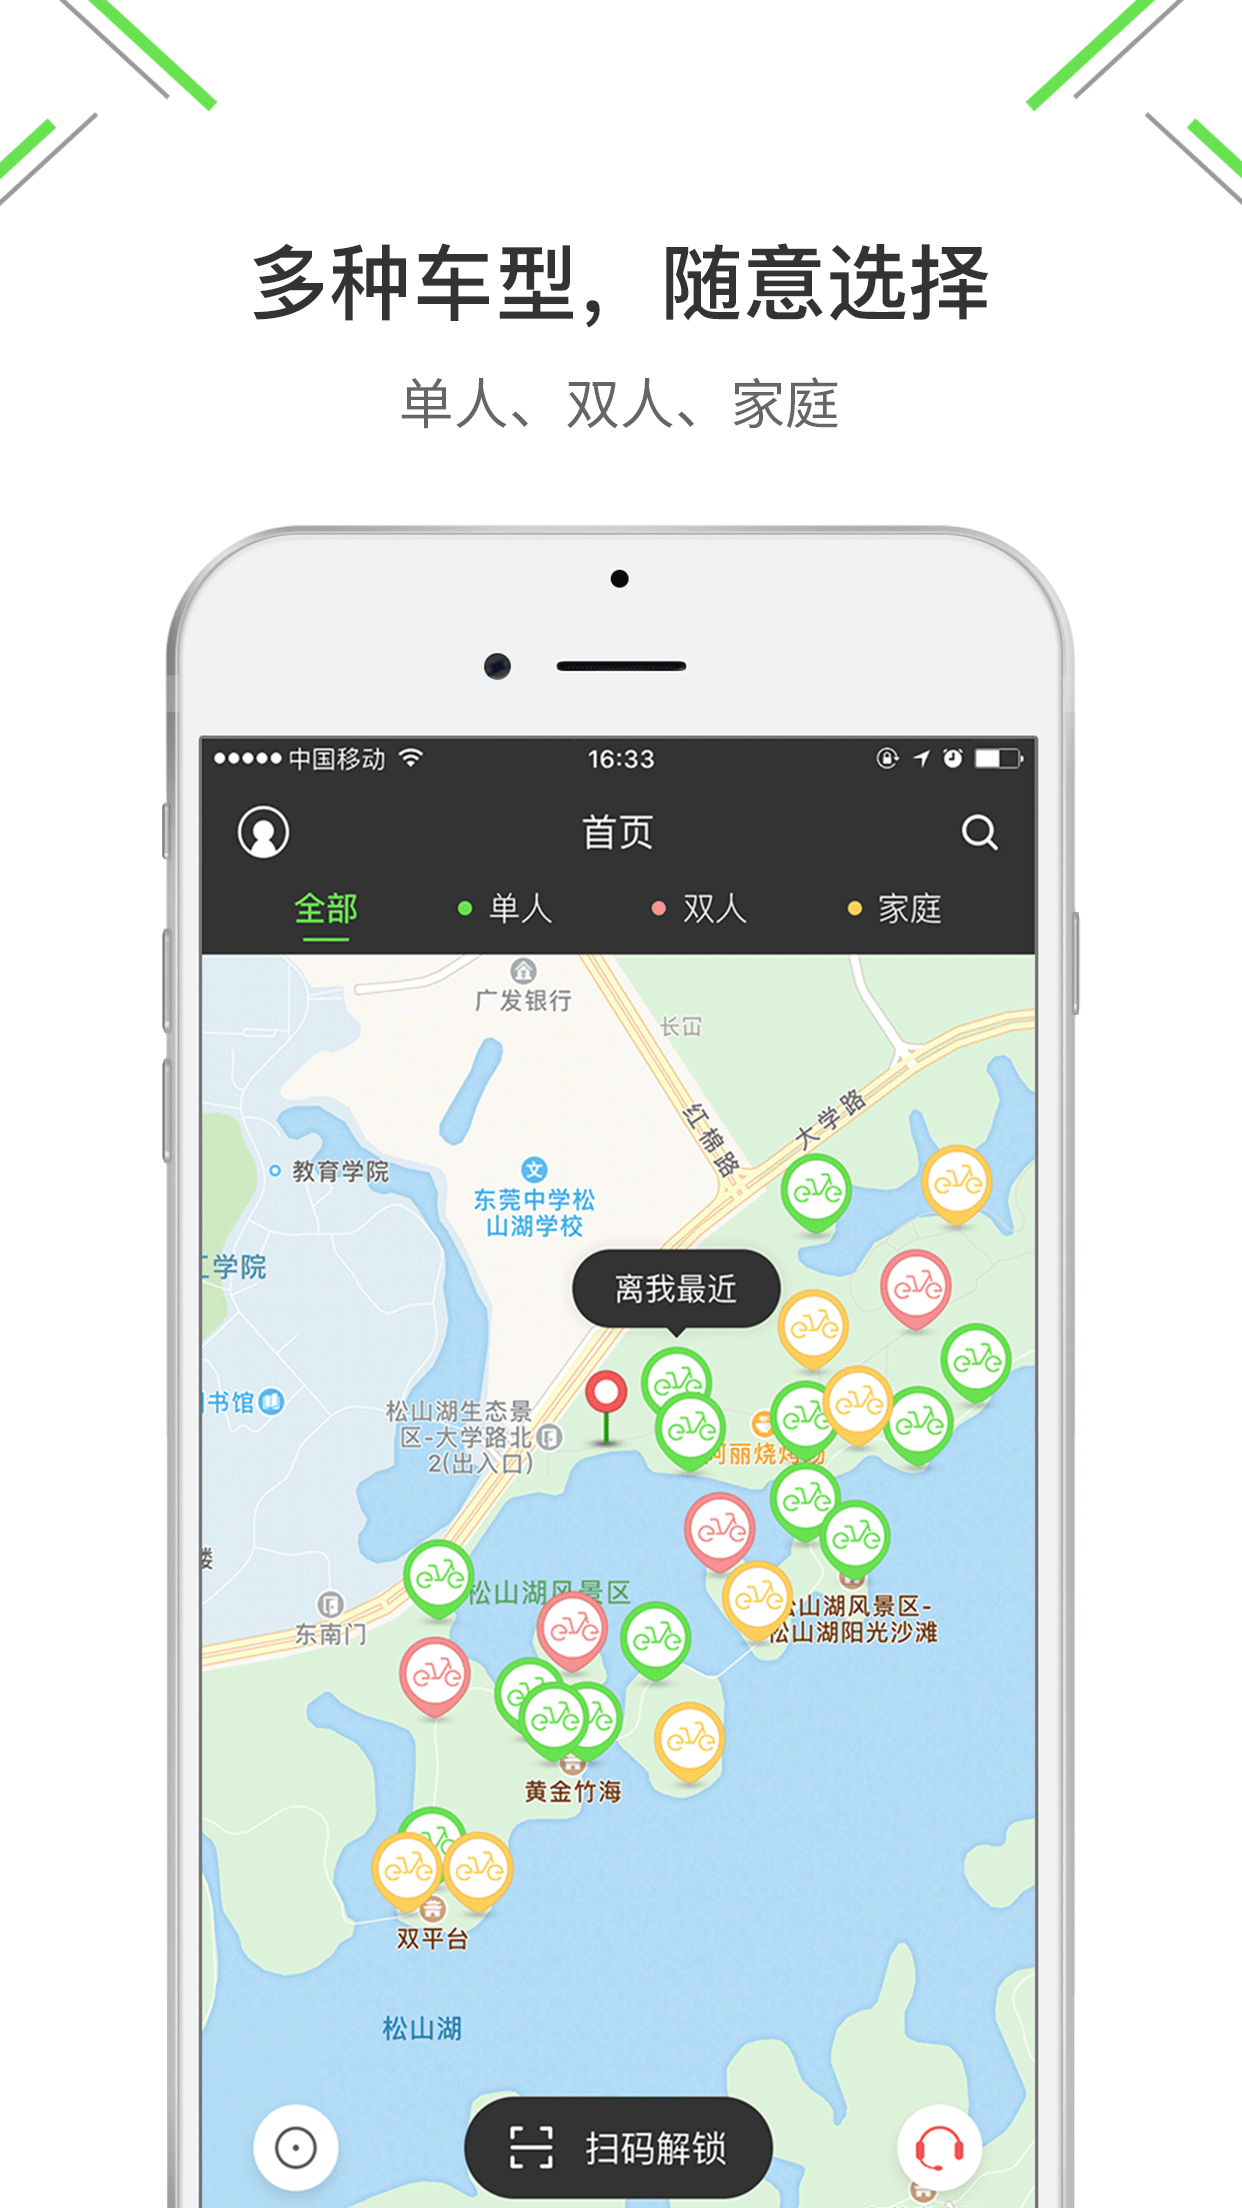 多种车型，随意选择
单人、双人、家庭
中国移动
16:33
首页
全部
单人
双人
家庭
广发银行
长冚
红棉路
大学路
教育学院
东莞中学松
山湖学校
学院
离我最近
书馆
松山湖生态景
区-大学路北
2(出入口)
丽烧烤
松山湖风景区
东南门
山湖风景区-
松山湖阳光沙滩
黄金竹海
双平台
松山湖
扫码解锁